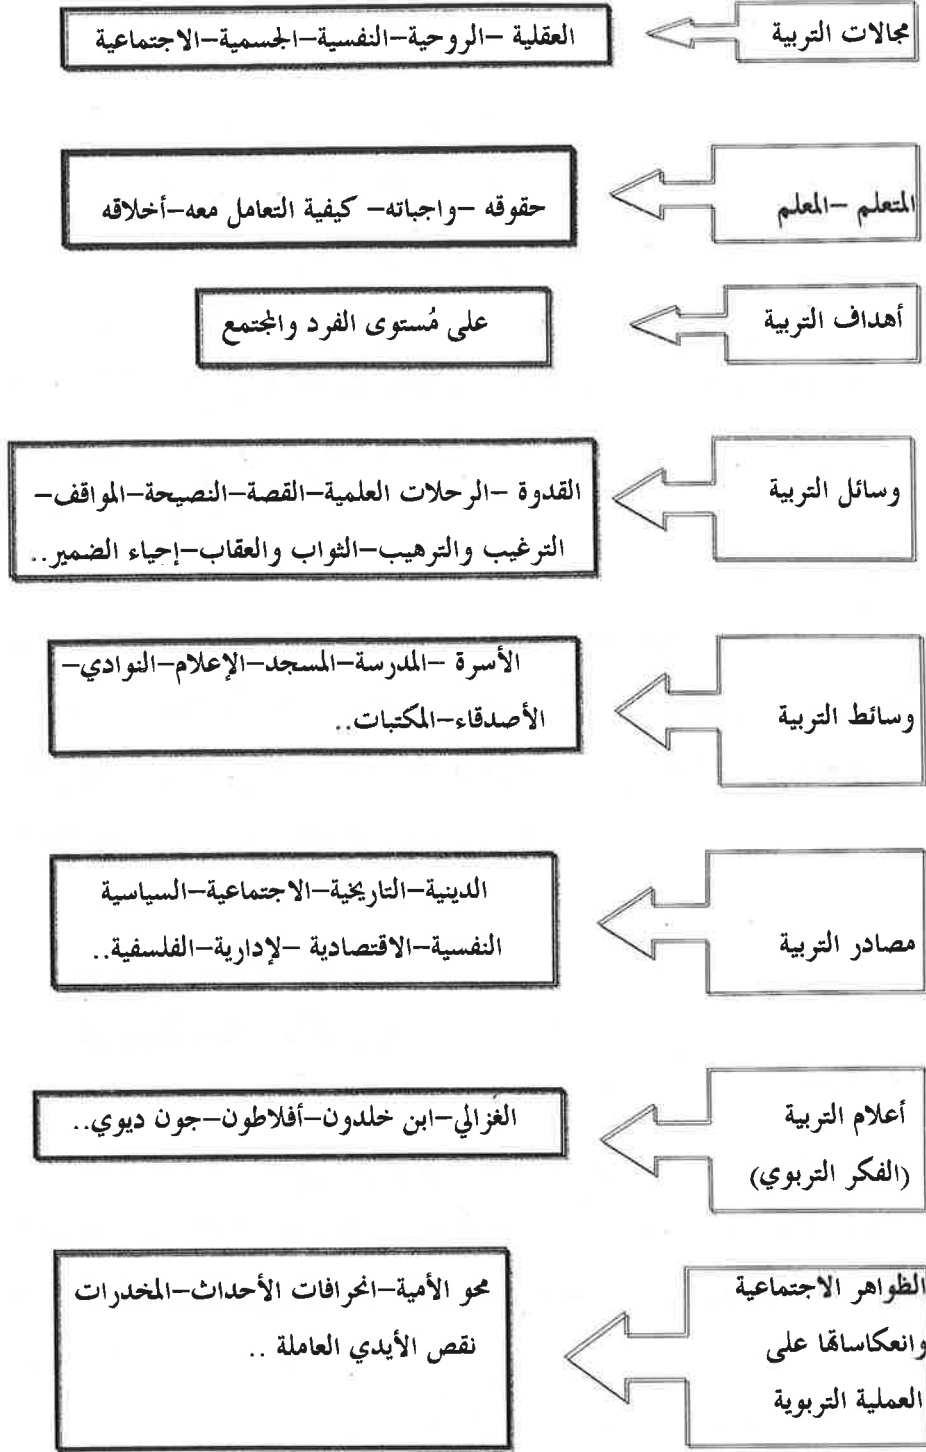 مجالات التربية
العقلية –الروحية–النفسية–الجسمية–الاجتماعية
المتعلم –المعلم
حقوقه –واجباته– كيفية التعامل معه–أخلاقه
أهداف التربية
على مُستوى الفرد والمجتمع
وسائل التربية
القدوة –الرحلات العلمية–القصة–النصيحة–المواقف–
الترغيب والترهيب–الثواب والعقاب–إحياء الضمير..
وسائط التربية
الأسرة –المدرسة–المسجد–الإعلام–النوادي–
الأصدقاء–المكتبات..
مصادر التربية
الدينية–التاريخية–الاجتماعية–السياسية
النفسية–الاقتصادية –لإدارية–الفلسفية..
أعلام التربية
(الفكر التربوي)
الغزالي–ابن خلدون–أفلاطون–جون ديوي..
الظواهر الاجتماعية
وانعكاساتها على
العملية التربوية
محو الأمية–انحرافات الأحداث–المخدرات
نقص الأيدي العاملة ..